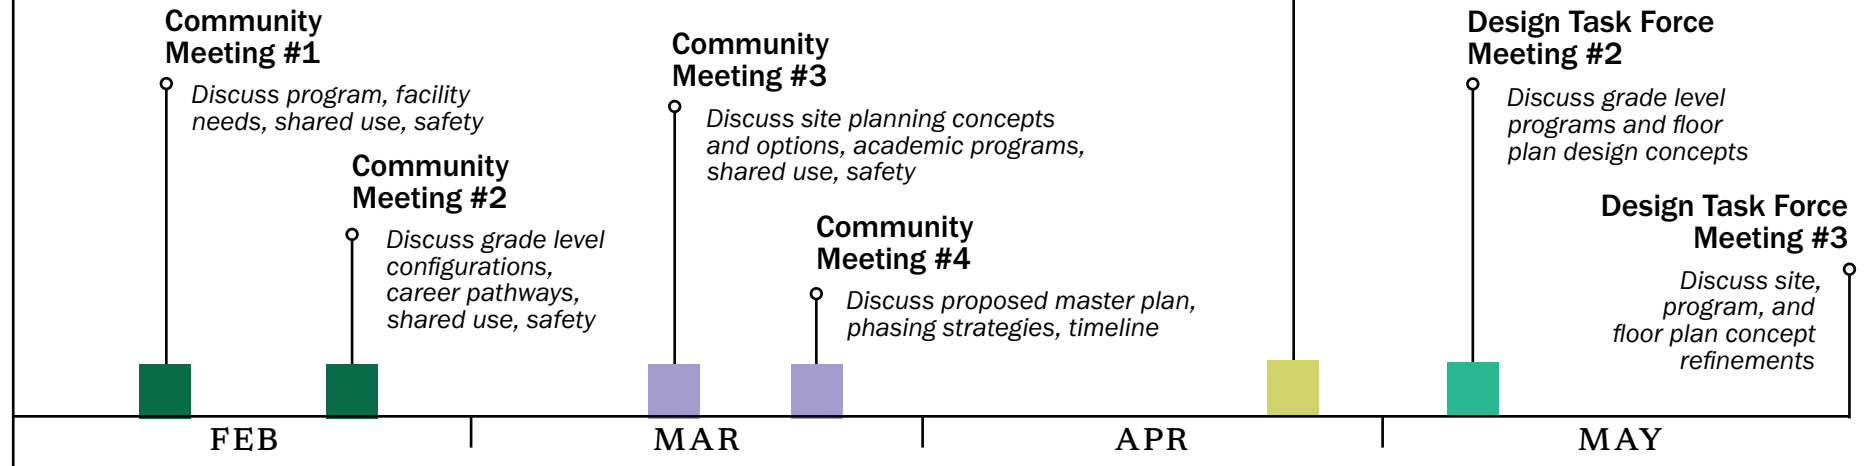 Community
Meeting #1
Discuss program, facility
needs, shared use, safety
Community
Meeting #2
Discuss grade level
configurations,
career pathways,
shared use, safety
Community
Meeting #3
Discuss site planning concepts
and options, academic programs,
shared use, safety
Community
Meeting #4
Discuss proposed master plan,
phasing strategies, timeline
Design Task Force
Meeting #2
Discuss grade level
programs and floor
plan design concepts
Design Task Force
Meeting #3
Discuss site,
program, and
floor plan concept
refinements
FEB
MAR
APR
MAY